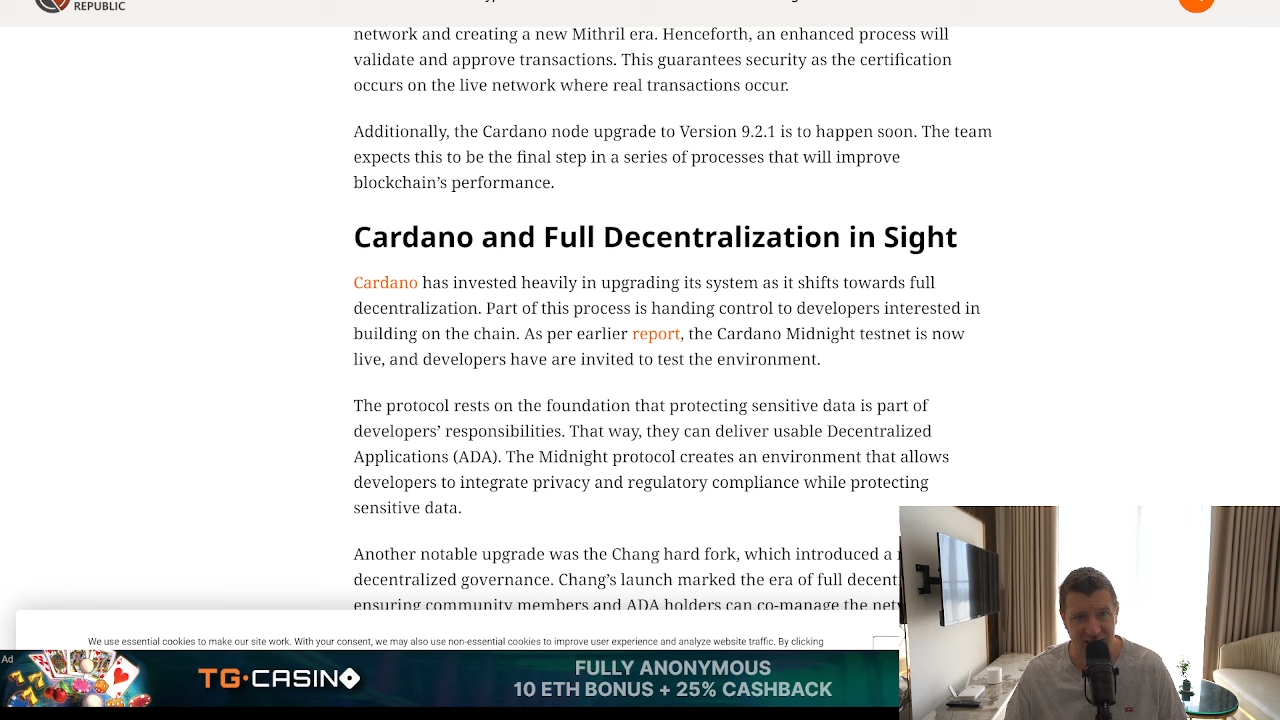 REPUBLIC
network and creating a new Mithril era. Henceforth, an enhanced process will
validate and approve transactions. This guarantees security as the certification
occurs on the live network where real transactions occur.
Additionally, the Cardano node upgrade to Version 9.2.1 is to happen soon. The team
expects this to be the final step in a series of processes that will improve
blockchain’s performance.
Cardano and Full Decentralization in Sight
Cardano has invested heavily in upgrading its system as it shifts towards full
decentralization. Part of this process is handing control to developers interested in
building on the chain. As per earlier report, the Cardano Midnight testnet is now
live, and developers have are invited to test the environment.
The protocol rests on the foundation that protecting sensitive data is part of
developers’ responsibilities. That way, they can deliver usable Decentralized
Applications (ADA). The Midnight protocol creates an environment that allows
developers to integrate privacy and regulatory compliance while protecting
sensitive data.
Another notable upgrade was the Chang hard fork, which introduced a
decentralized governance. Chang’s launch marked the era of full decent
ensuring community members and ADA holders can co-manage the net
We use essential cookies to make our site work. With your consent, we may also use non-essential cookies to improve user experience and analyze website traffic. By clicking
Ad
TG•CASINO
FULLY ANONYMOUS
10 ETH BONUS + 25% CASHBACK